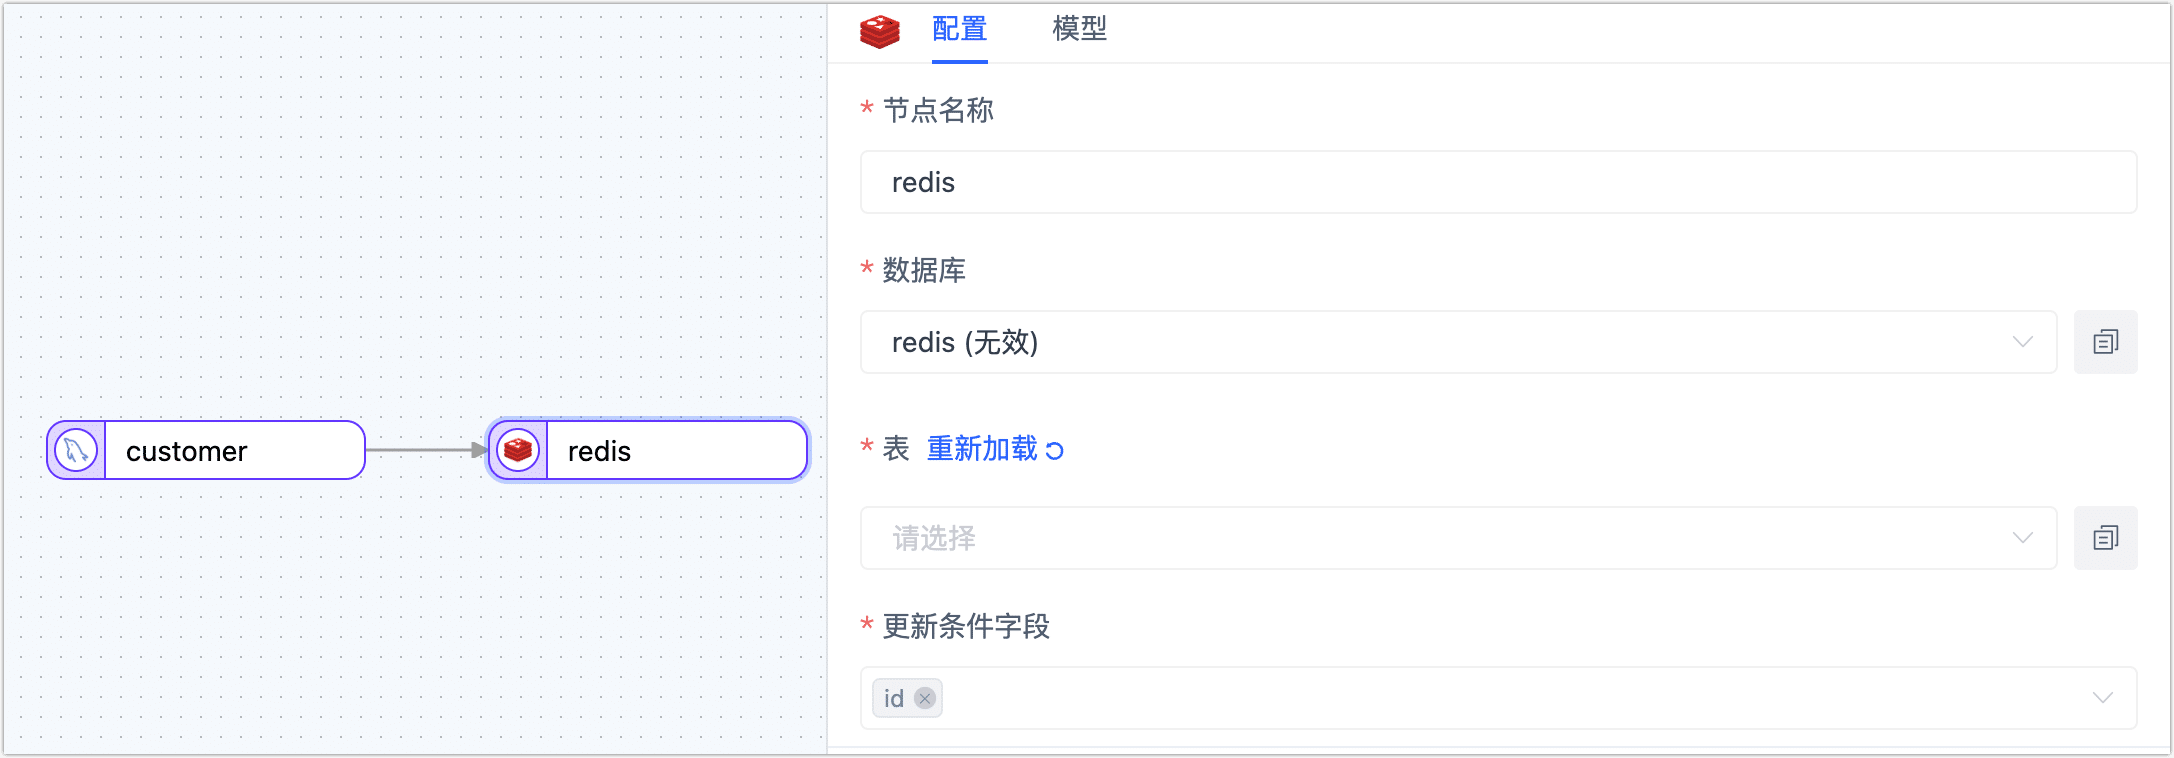 customer
redis
配置
模型
* 节点名称
redis
* 数据库
redis (无效)
* 表 重新加载
请选择
* 更新条件字段
id